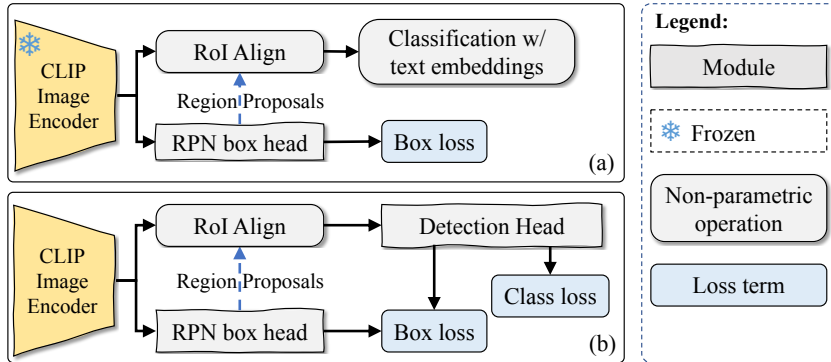 CLIP
Image
Encoder
RoI Align
Classification w/
text embeddings
Region Proposals
RPN box head
Box loss
(a)
CLIP
Image
Encoder
RoI Align
Detection Head
Region Proposals
Class loss
RPN box head
Box loss
(b)
Legend:
Module
Frozen
Non-parametric
operation
Loss term